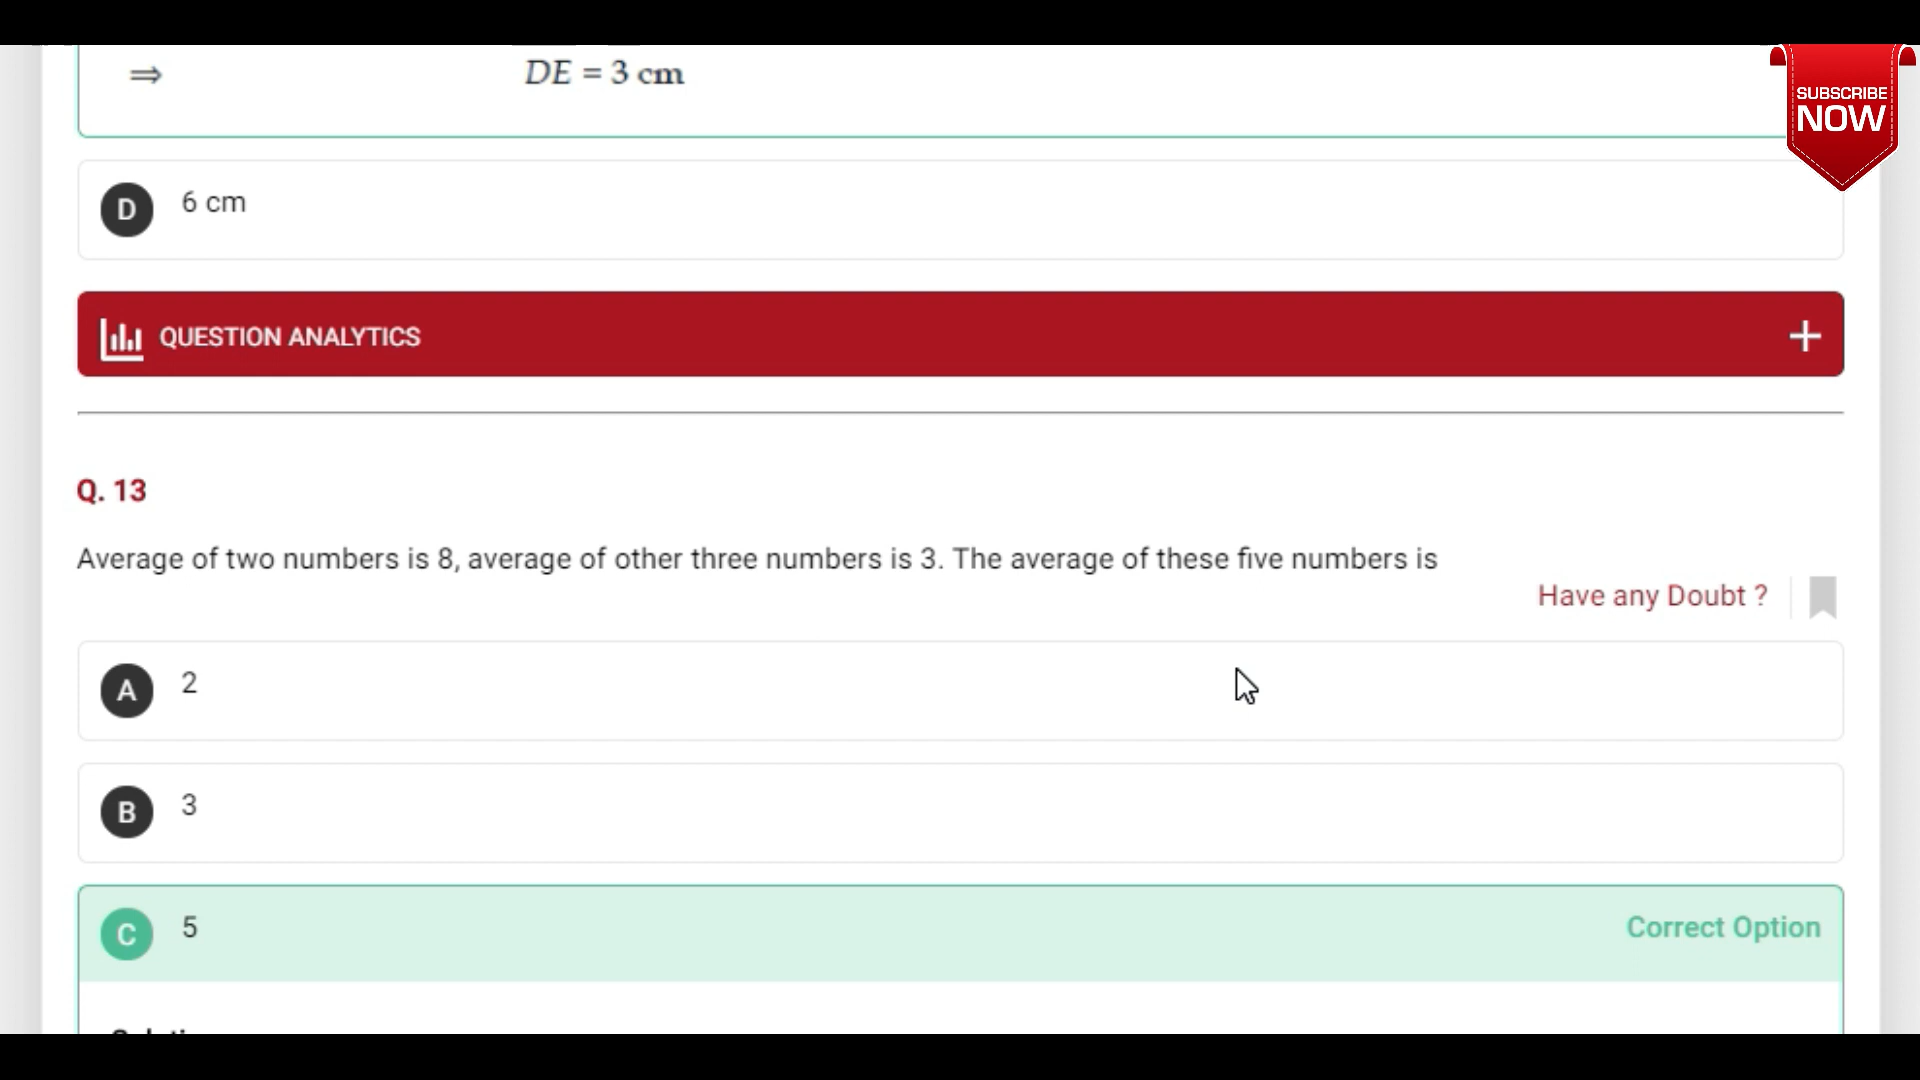 ⇒ DE = 3 cm
SUBSCRIBE
NOW
D 6 cm
QUESTION ANALYTICS +
Q. 13
Average of two numbers is 8, average of other three numbers is 3. The average of these five numbers is
Have any Doubt ?
A 2
B 3
C 5 Correct Option